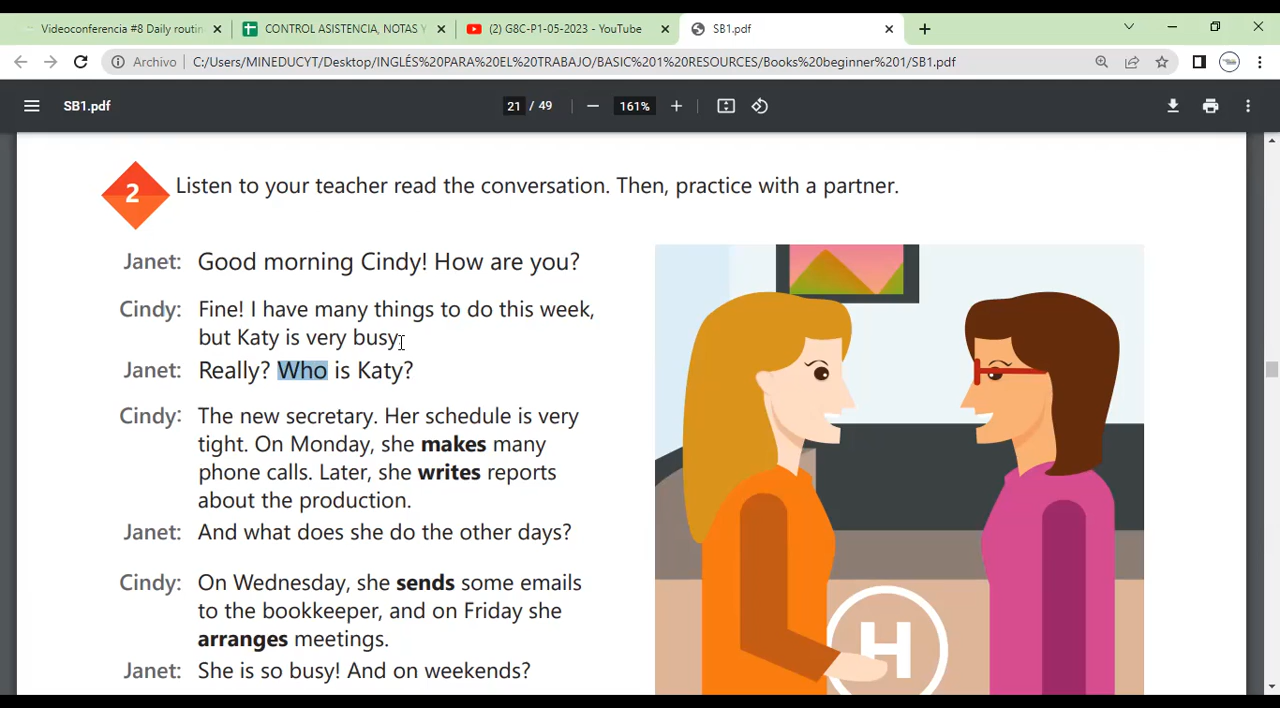 Videoconferencia #8 Daily routin
CONTROL ASISTENCIA, NOTAS Y
(2) G8C-P1-05-2023 - YouTube
SB1.pdf
Archivo C:/Users/MINEDUCYT/Desktop/INGLÉS%20PARA%20EL%20TRABAJO/BASIC%201%20RESOURCES/Books%20beginner%201/SB1.pdf
SB1.pdf
21 / 49
161%
2
Listen to your teacher read the conversation. Then, practice with a partner.
Janet: Good morning Cindy! How are you?
Cindy: Fine! I have many things to do this week,
but Katy is very busy.
Janet: Really? Who is Katy?
Cindy: The new secretary. Her schedule is very
tight. On Monday, she makes many
phone calls. Later, she writes reports
about the production.
Janet: And what does she do the other days?
Cindy: On Wednesday, she sends some emails
to the bookkeeper, and on Friday she
arranges meetings.
Janet: She is so busy! And on weekends?
H